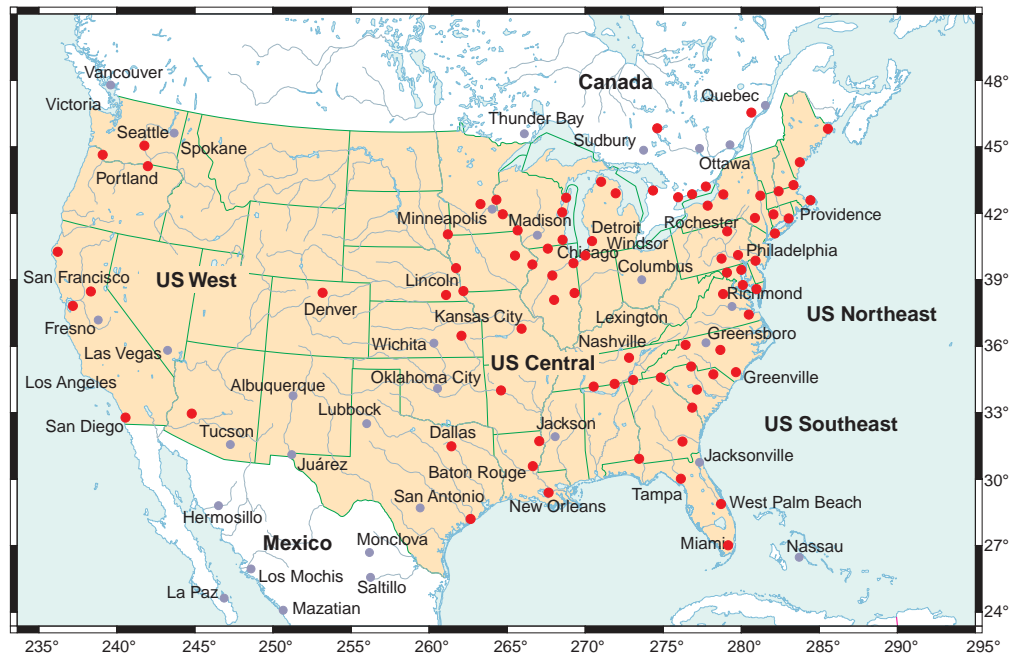 Canada
Vancouver
Quebec
48°
Victoria
Thunder Bay
Seattle
Sudbury
Spokane
Ottawa
45°
Portland
Minneapolis
Madison
Rochester
Providence
42°
Detroit
Windsor
Chicago
Philadelphia
San Francisco
US West
Lincoln
Columbus
39°
Denver
Richmond
Kansas City
Lexington
US Northeast
Fresno
Greensboro
Wichita
Nashville
36°
Las Vegas
US Central
Los Angeles
Albuquerque
Oklahoma City
Greenville
Lubbock
33°
San Diego
Tucson
Dallas
Jackson
US Southeast
Juárez
Baton Rouge
Jacksonville
30°
San Antonio
New Orleans
Tampa
West Palm Beach
Hermosillo
Mexico
Monclova
Miami
Nassau
27°
Los Mochis
Saltillo
La Paz
Mazatian
24°
235° 240° 245° 250° 255° 260° 265° 270° 275° 280° 285° 290° 295°